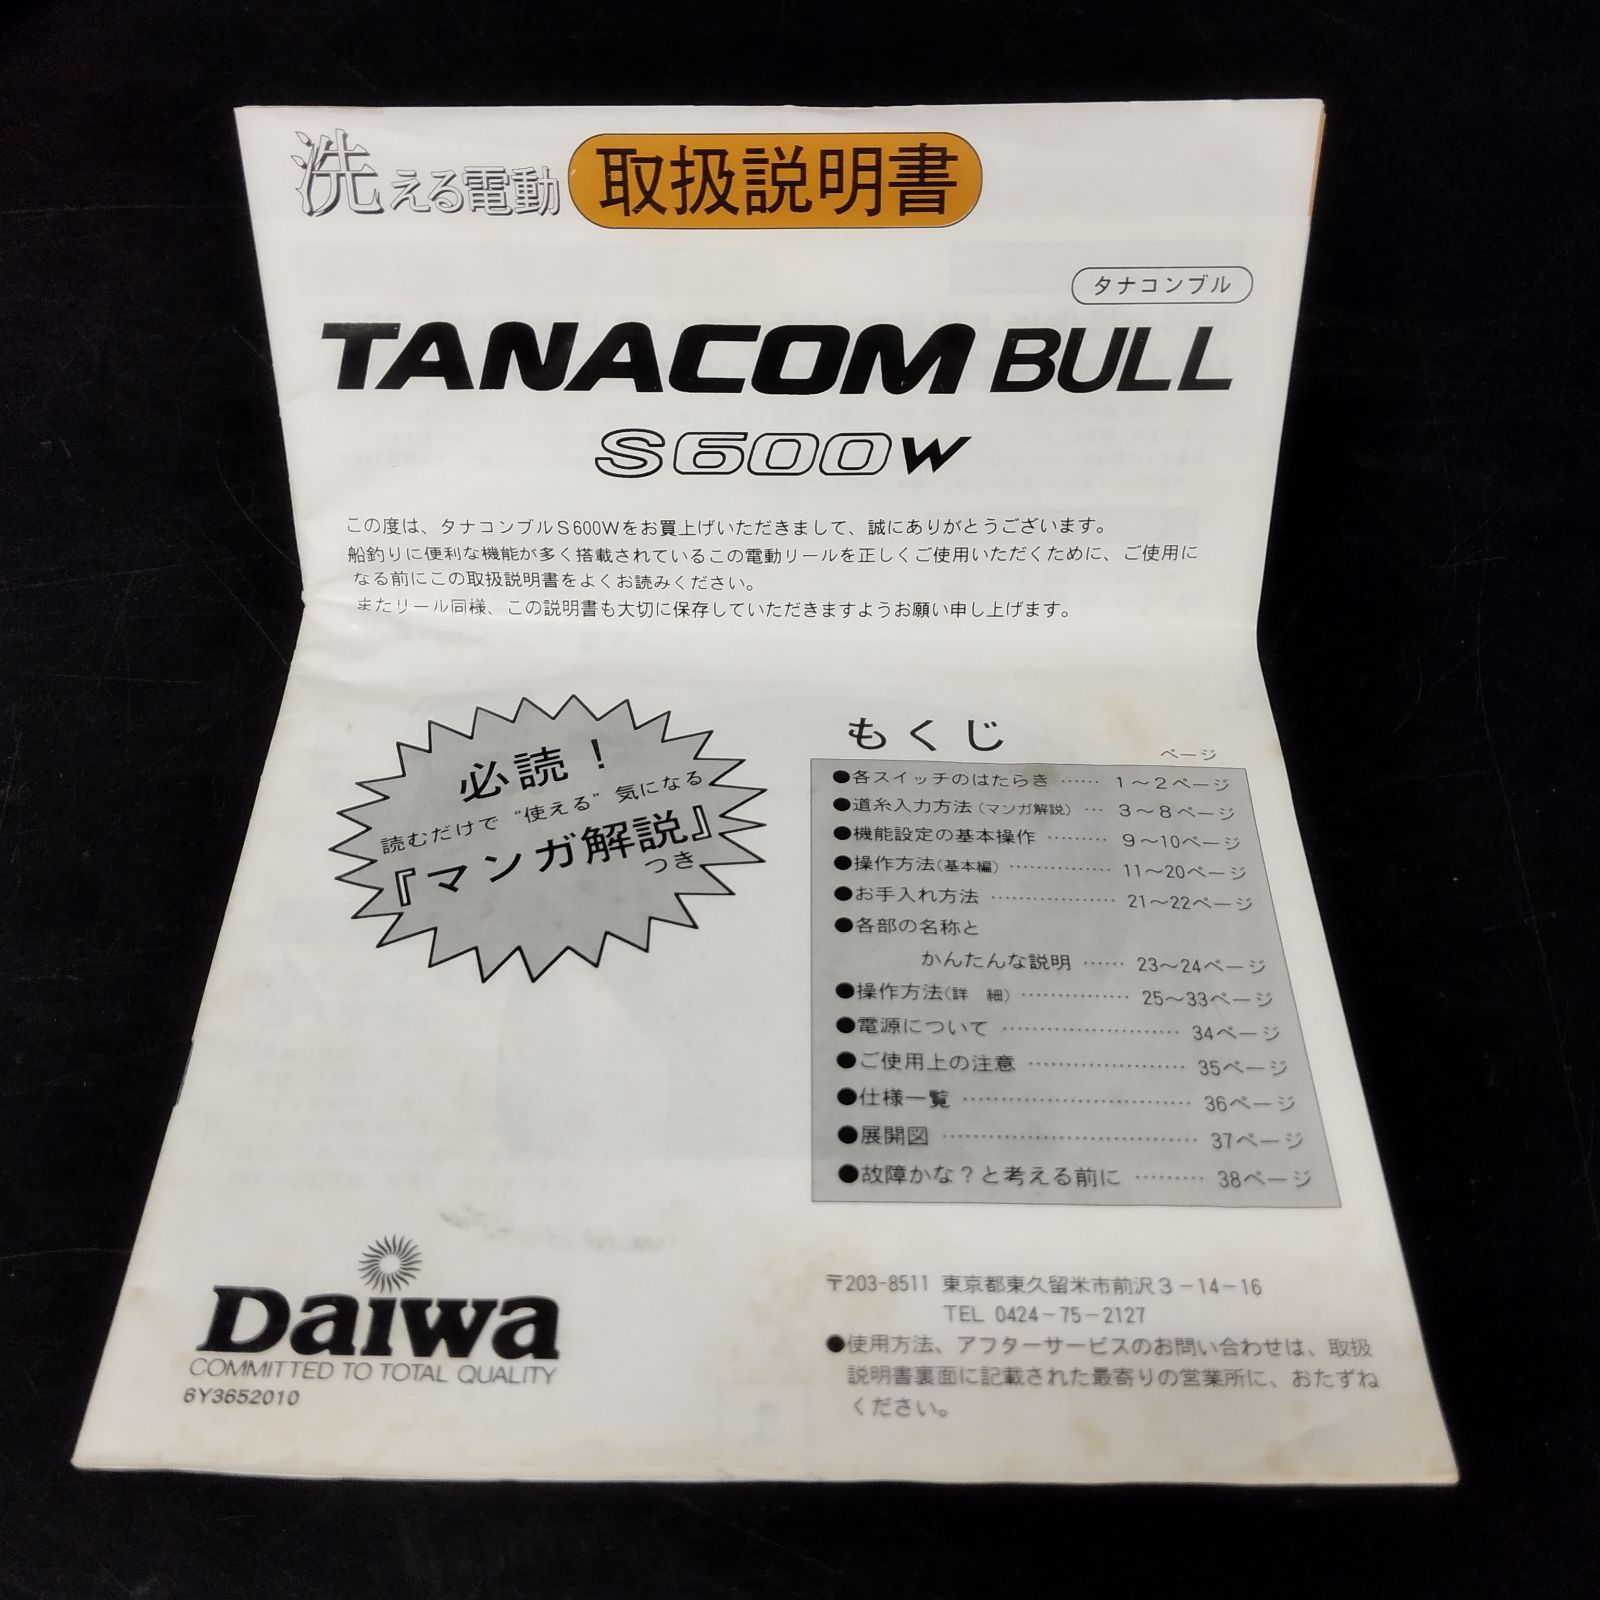 洗える電動 取扱説明書
タナコンブル
TANACOM BULL
S600W
この度は、タナコンブルS600Wをお買上げいただきまして、誠にありがとうございます。
船釣りに便利な機能が多く搭載されているこの電動リールを正しくご使用いただくために、ご使用に
なる前にこの取扱説明書をよくお読みください。
またリール同様、この説明書も大切に保存していただきますようお願い申し上げます。
必読！
読むだけで“使える”気になる
『マンガ解説』
つき
もくじ
ページ
●各スイッチのはたらき …… 1～2ページ
●道糸入力方法(マンガ解説) … 3～8ページ
●機能設定の基本操作 ……… 9～10ページ
●操作方法(基本編) …………… 11～20ページ
●お手入れ方法 ……………… 21～22ページ
●各部の名称と
かんたんな説明 …… 23～24ページ
●操作方法(詳　細) …………… 25～33ページ
●電源について …………………… 34ページ
●ご使用上の注意 ………………… 35ページ
●仕様一覧 ………………………… 36ページ
●展開図 …………………………… 37ページ
●故障かな？と考える前に ……… 38ページ
Daiwa
COMMITTED TO TOTAL QUALITY
6Y3652010
〒203-8511 東京都東久留米市前沢3－14－16
TEL 0424－75－2127
●使用方法、アフターサービスのお問い合わせは、取扱
説明書裏面に記載された最寄りの営業所に、おたずね
ください。